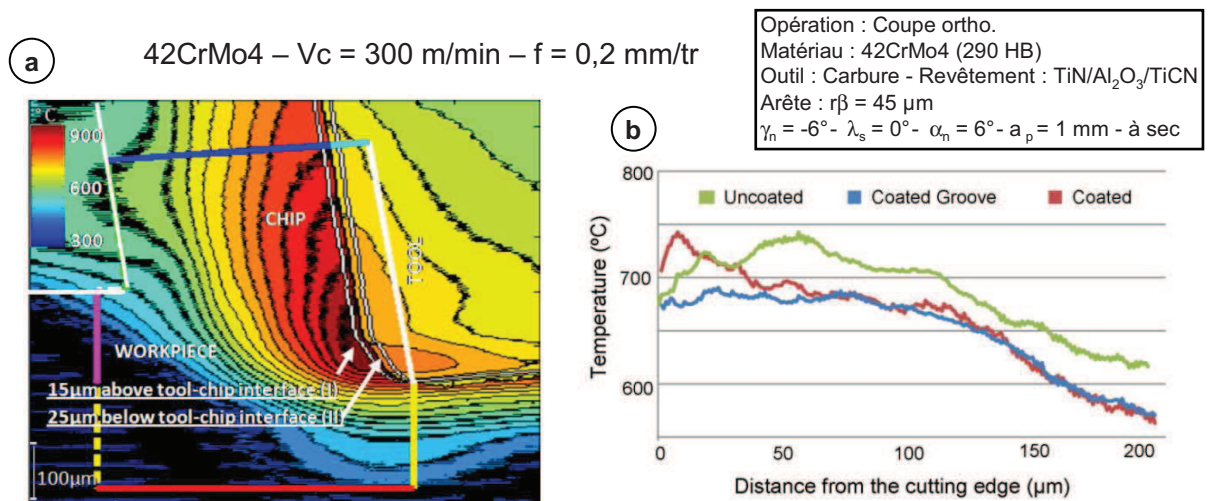 a
42CrMo4 – Vc = 300 m/min – f = 0,2 mm/tr
Opération : Coupe ortho.
Matériau : 42CrMo4 (290 HB)
Outil : Carbure - Revêtement : TiN/Al₂O₃/TiCN
Arête : rβ = 45 µm
γₙ = -6°- λₛ = 0°- αₙ = 6°- a ₚ = 1 mm - à sec
°C
900
600
300
CHIP
TOOL
WORKPIECE
15µm above tool-chip interface (I)
25µm below tool-chip interface (II)
100µm
b
800
700
600
Temperature (ºC)
Uncoated Coated Groove Coated
0 50 100 150 200
Distance from the cutting edge (µm)